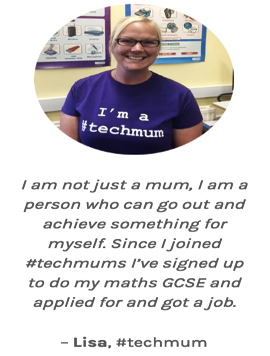 I'm a
#techmum
I am not just a mum, I am a
person who can go out and
achieve something for
myself. Since I joined
#techmums I've signed up
to do my maths GCSE and
applied for and got a job.
– Lisa, #techmum